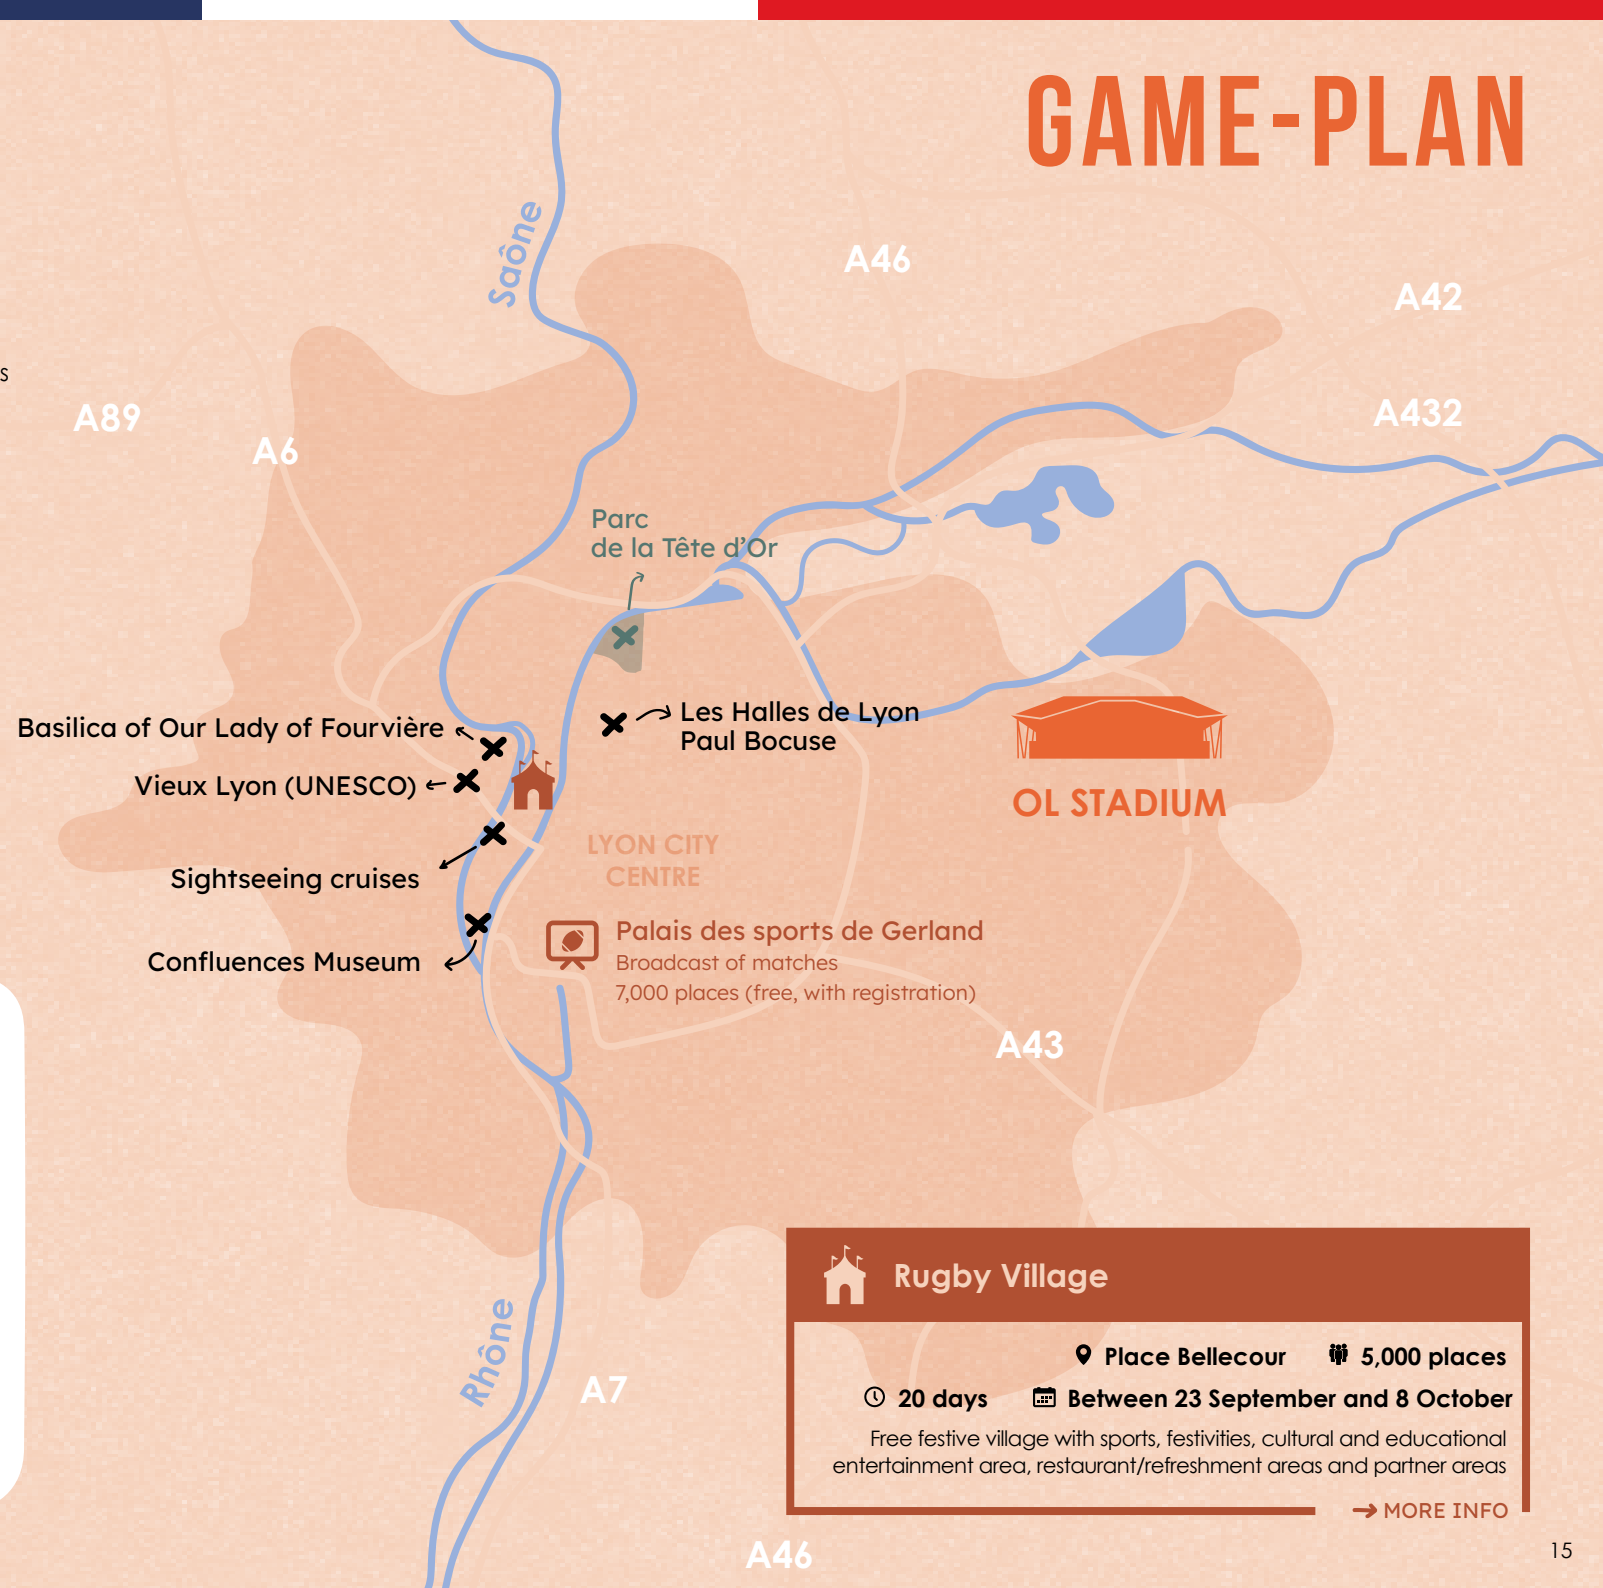 GAME-PLAN
Saône
A46
A42
s
A89
A432
A6
Parc
de la Tête d’Or
Basilica of Our Lady of Fourvière
Les Halles de Lyon
Paul Bocuse
Vieux Lyon (UNESCO)
OL STADIUM
LYON CITY
CENTRE
Sightseeing cruises
Palais des sports de Gerland
Broadcast of matches
7,000 places (free, with registration)
Confluences Museum
A43
Rhône
A7
Rugby Village
Place Bellecour 5,000 places
20 days Between 23 September and 8 October
Free festive village with sports, festivities, cultural and educational
entertainment area, restaurant/refreshment areas and partner areas
MORE INFO
A46
15